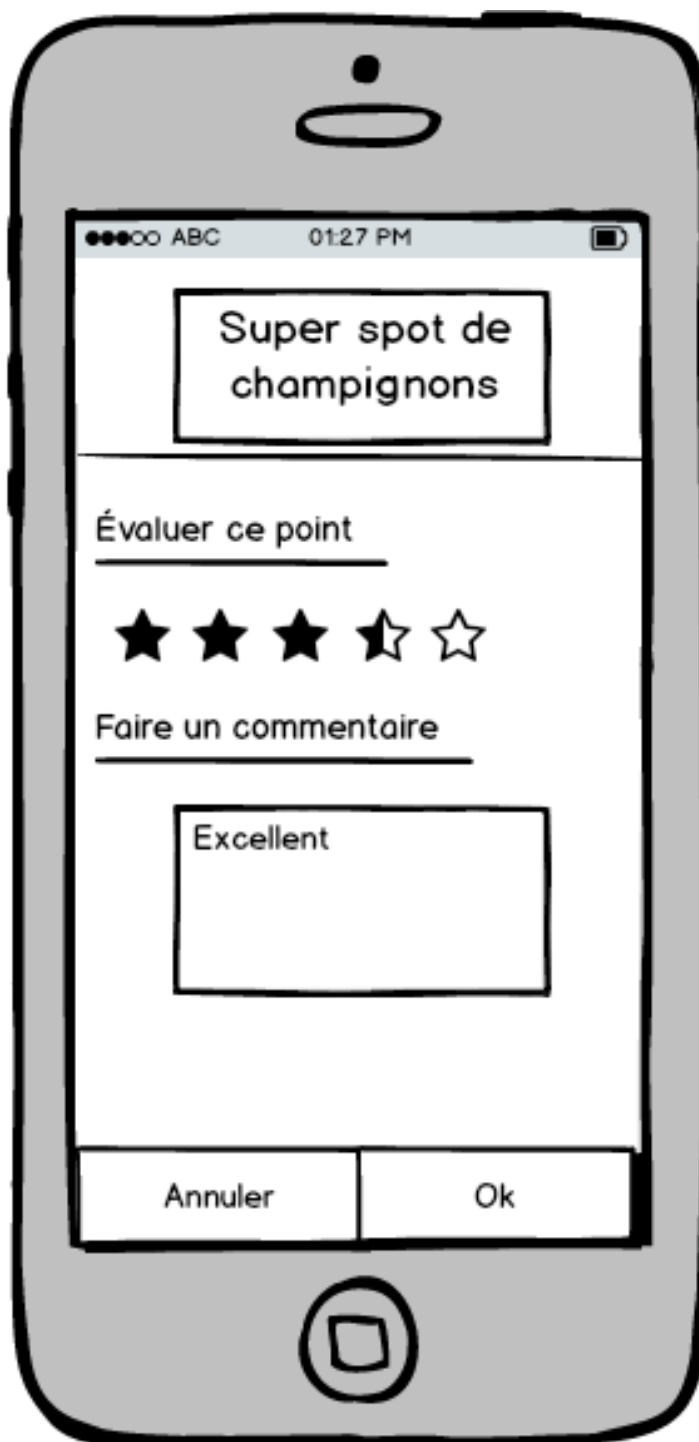 ABC 01:27 PM
Super spot de
champignons
Évaluer ce point
Faire un commentaire
Excellent
Annuler Ok